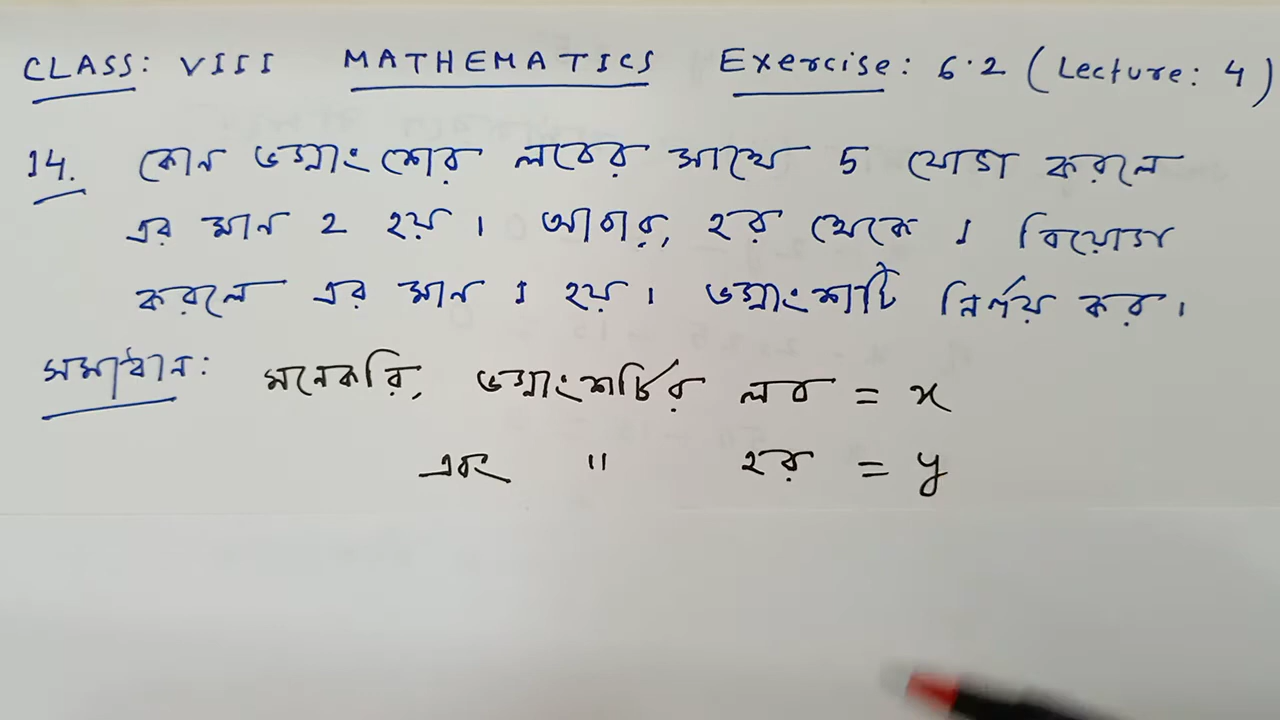 CLASS: VIII MATHEMATICS Exercise: 6.2 (Lecture: 4)
14. কোন ভগ্নাংশের লবের সাথে 5 যোগ করলে
এর মান 2 হয়। আবার, হর থেকে 1 বিয়োগ
করলে এর মান 1 হয়। ভগ্নাংশটি নির্ণয় কর।
সমাধান: মনেকরি, ভগ্নাংশটির লব = x
এবং " হর = y